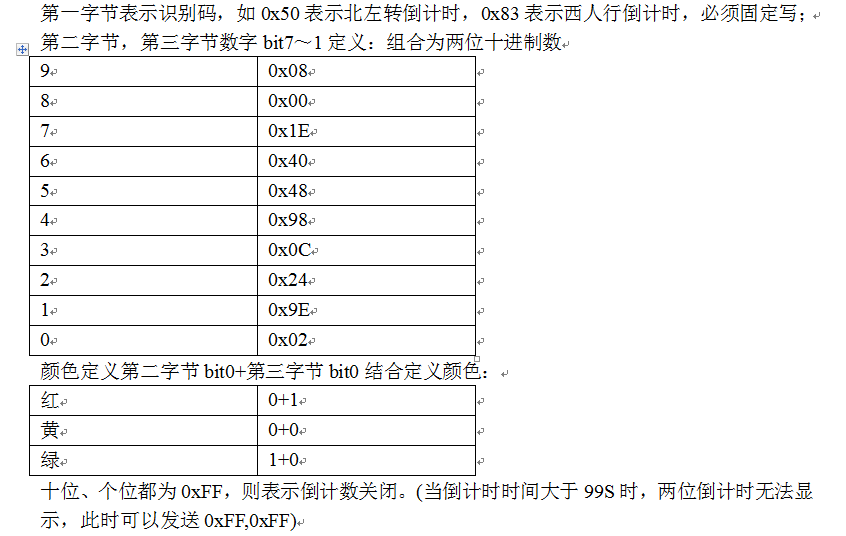 第一字节表示识别码，如 0x50 表示北左转倒计时，0x83 表示西人行倒计时，必须固定写；
第二字节，第三字节数字 bit7～1 定义：组合为两位十进制数
9 0x08
8 0x00
7 0x1E
6 0x40
5 0x48
4 0x98
3 0x0C
2 0x24
1 0x9E
0 0x02
颜色定义第二字节 bit0+第三字节 bit0 结合定义颜色：
红 0+1
黄 0+0
绿 1+0
十位、个位都为 0xFF，则表示倒计数关闭。(当倒计时时间大于 99S 时，两位倒计时无法显
示，此时可以发送 0xFF,0xFF)